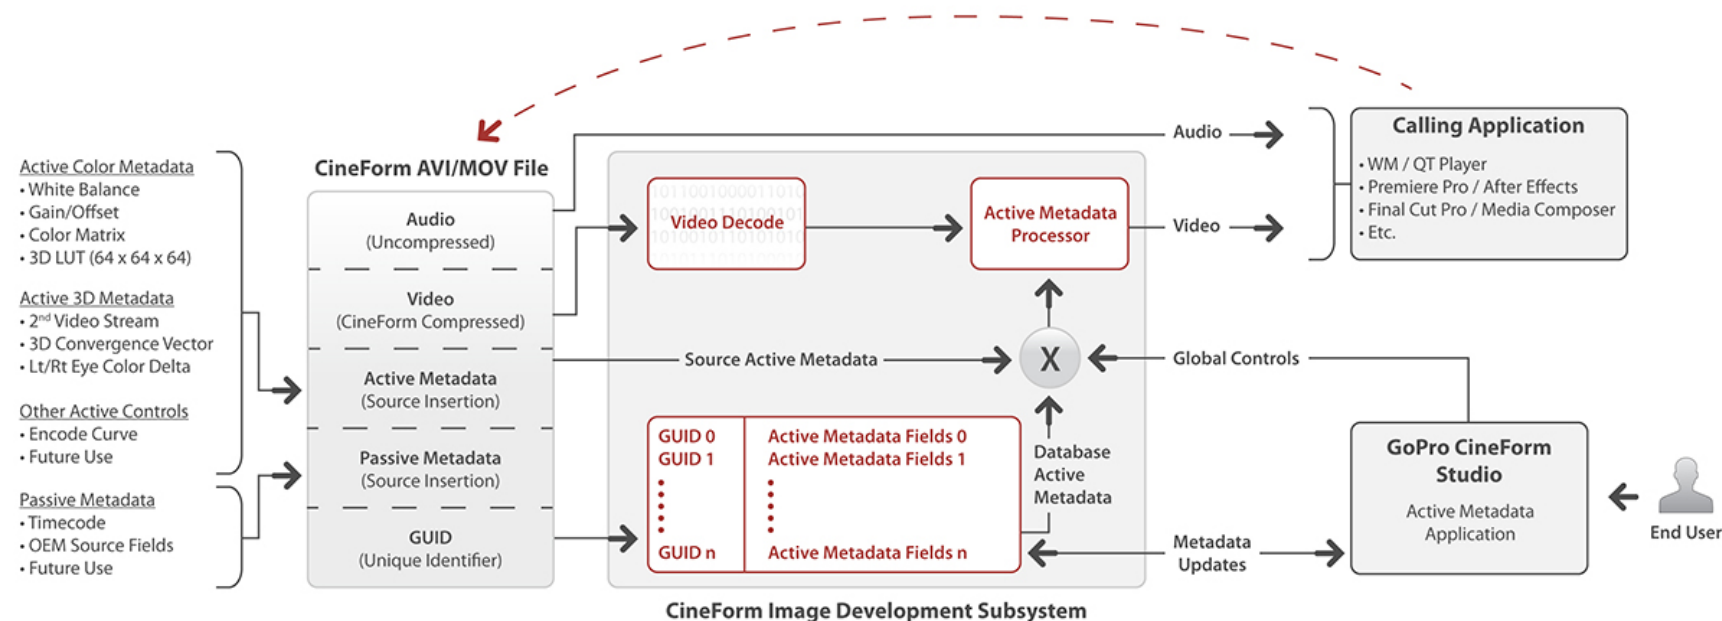 Active Color Metadata
• White Balance
• Gain/Offset
• Color Matrix
• 3D LUT (64 x 64 x 64)
Active 3D Metadata
• 2nd Video Stream
• 3D Convergence Vector
• Lt/Rt Eye Color Delta
Other Active Controls
• Encode Curve
• Future Use
Passive Metadata
• Timecode
• OEM Source Fields
• Future Use
CineForm AVI/MOV File
Audio
(Uncompressed)
Video
(CineForm Compressed)
Active Metadata
(Source Insertion)
Passive Metadata
(Source Insertion)
GUID
(Unique Identifier)
Video Decode
Active Metadata
Processor
Source Active Metadata
X
GUID 0 Active Metadata Fields 0
GUID 1 Active Metadata Fields 1
GUID n Active Metadata Fields n
Database
Active
Metadata
CineForm Image Development Subsystem
Audio
Video
Global Controls
Metadata
Updates
Calling Application
• WM / QT Player
• Premiere Pro / After Effects
• Final Cut Pro / Media Composer
• Etc.
GoPro CineForm
Studio
Active Metadata
Application
End User